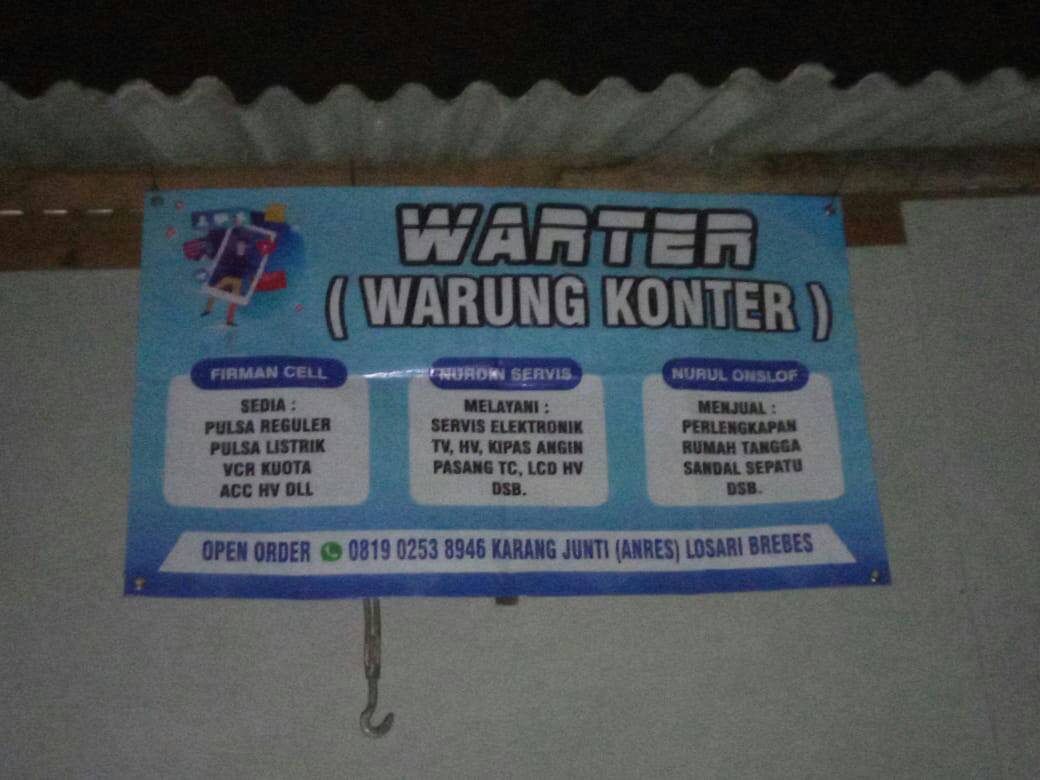 WARTER
( WARUNG KONTER )
FIRMAN CELL
SEDIA :
PULSA REGULER
PULSA LISTRIK
VCR KUOTA
ACC HV DLL
NURDIN SERVIS
MELAYANI :
SERVIS ELEKTRONIK
TV, HV, KIPAS ANGIN
PASANG TC, LCD HV
DSB.
NURUL ONSLOF
MENJUAL :
PERLENGKAPAN
RUMAH TANGGA
SANDAL SEPATU
DSB.
OPEN ORDER 0819 0253 8946 KARANG JUNTI (ANRES) LOSARI BREBES